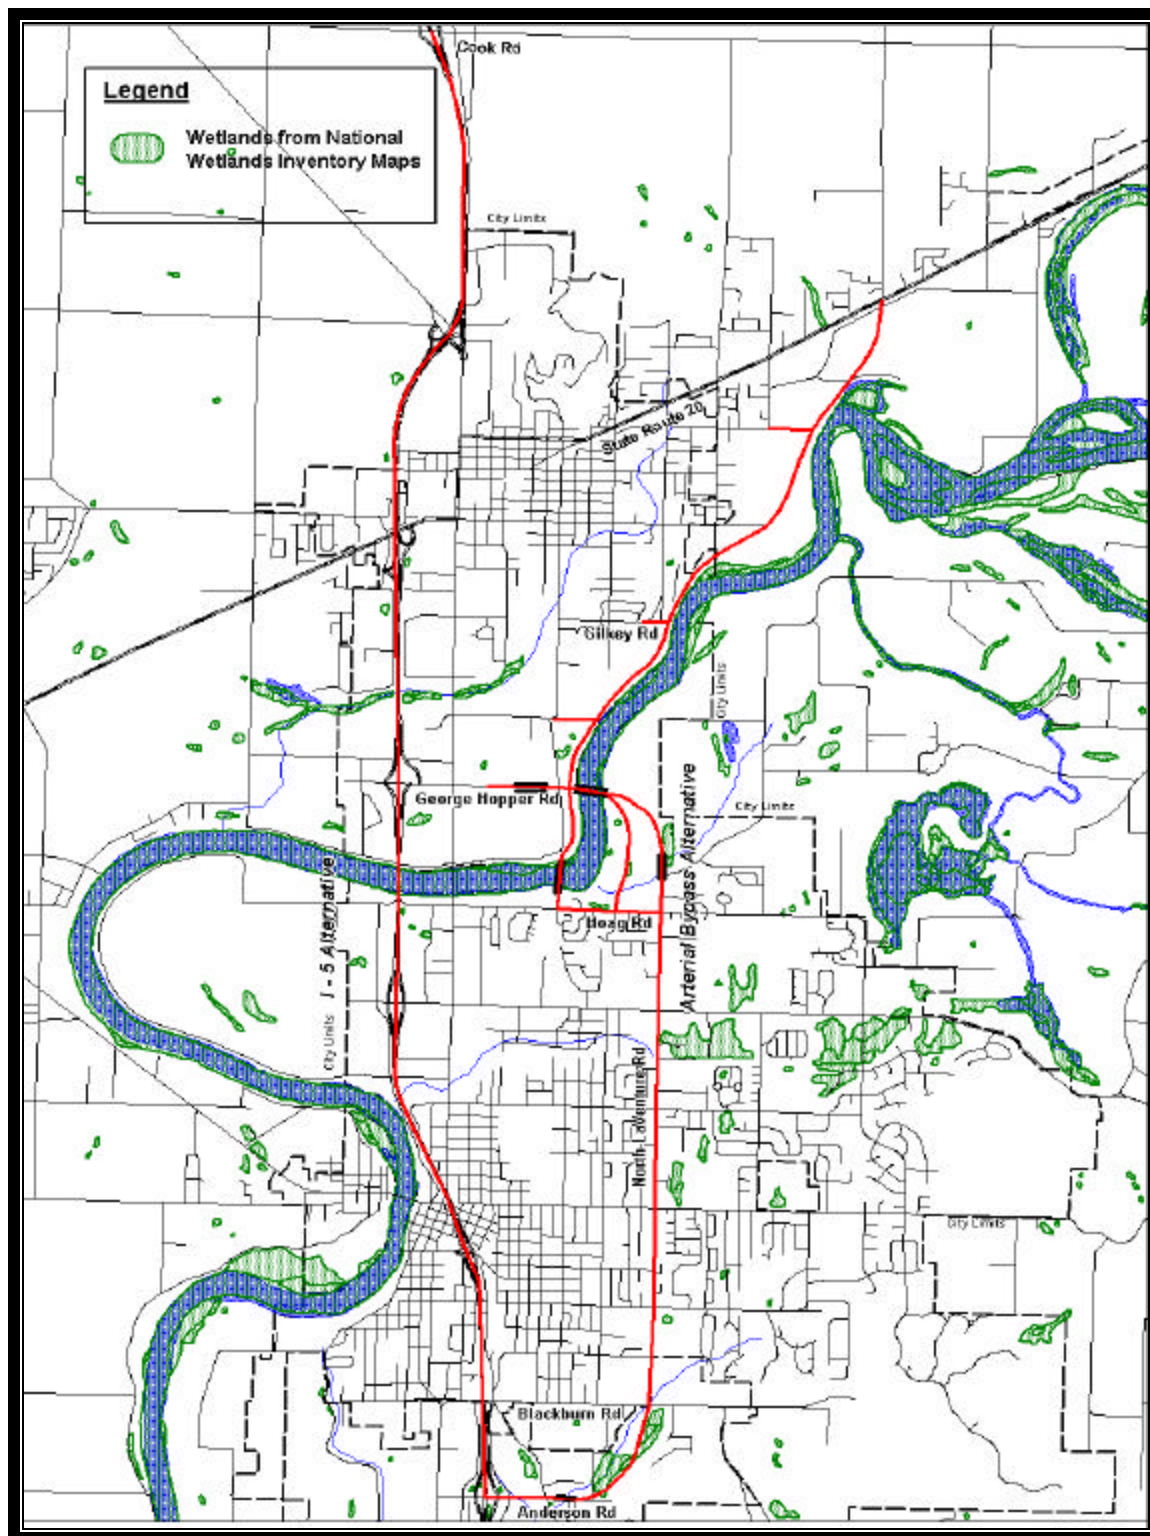 Cook Rd
Legend
Wetlands from National
Wetlands Inventory Maps
City Limits
State Route 20
Gilkey Rd
City Limits
George Hopper Rd
City Limits
Arterial Bypass Alternative
I - 5 Alternative
Hoag Rd
City Limits
North LaVenture Rd
City Limits
Blackburn Rd
Anderson Rd